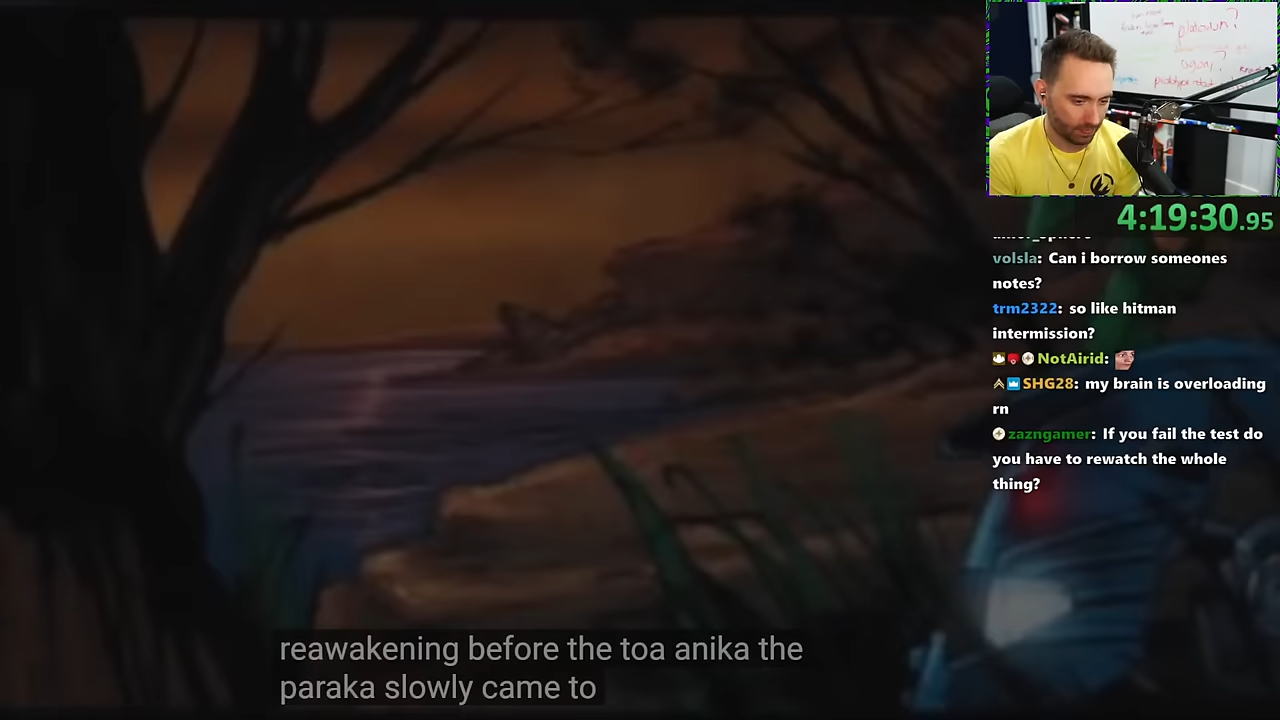 platinum?
agony?
4:19:30.95
volsla: Can i borrow someones
notes?
trm2322: so like hitman
intermission?
NotAirid:
SHG28: my brain is overloading
rn
zazngamer: If you fail the test do
you have to rewatch the whole
thing?
reawakening before the toa anika the
paraka slowly came to